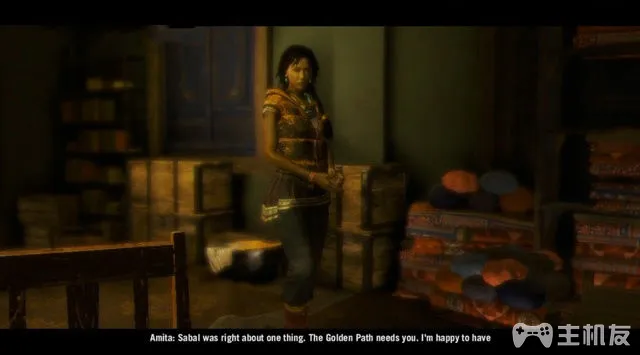 Amita: Sabal was right about one thing. The Golden Path needs you. I'm happy to have
主机友